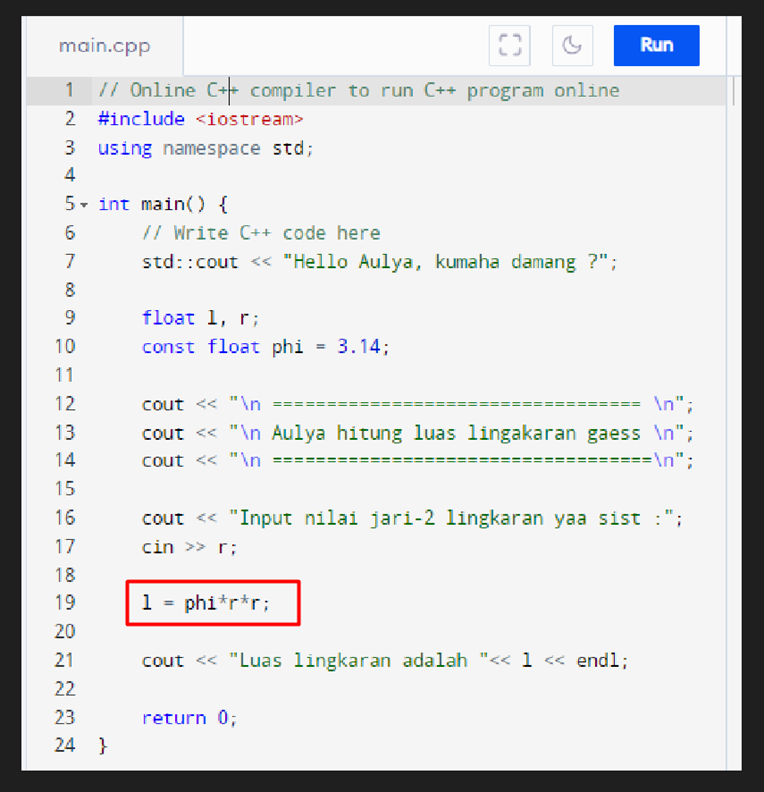 main.cpp
Run
1 // Online C++ compiler to run C++ program online
2 #include <iostream>
3 using namespace std;
4
5 int main() {
6     // Write C++ code here
7     std::cout << "Hello Aulya, kumaha damang ?";
8
9     float l, r;
10     const float phi = 3.14;
11
12     cout << "\n ================================== \n";
13     cout << "\n Aulya hitung luas lingakaran gaess \n";
14     cout << "\n ===================================\n";
15
16     cout << "Input nilai jari-2 lingkaran yaa sist :";
17     cin >> r;
18
19     l = phi*r*r;
20
21     cout << "Luas lingkaran adalah "<< l << endl;
22
23     return 0;
24 }